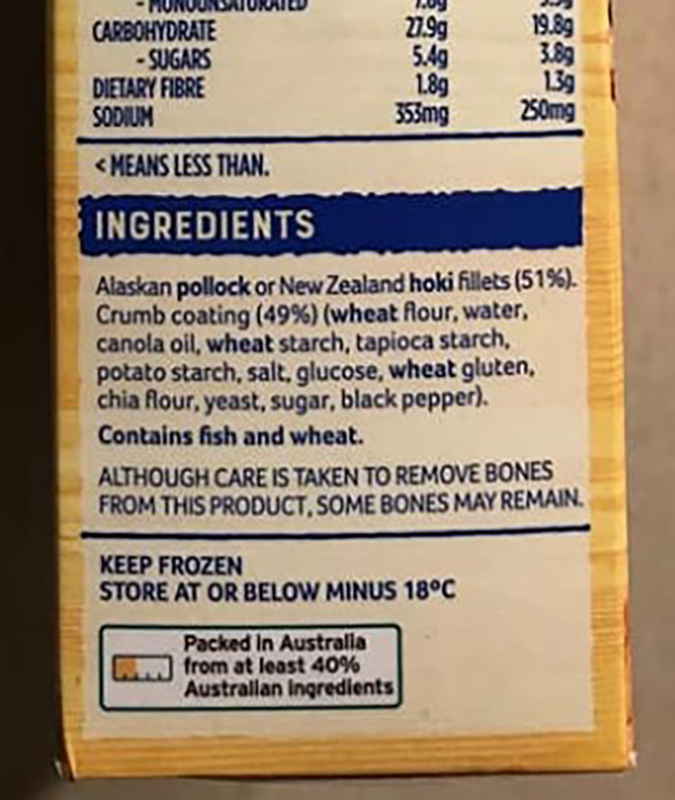 - MONOUNSATURATED
CARBOHYDRATE 27.9g 19.8g
- SUGARS 5.4g 3.8g
DIETARY FIBRE 1.8g 1.3g
SODIUM 353mg 250mg
< MEANS LESS THAN.
INGREDIENTS
Alaskan pollock or New Zealand hoki fillets (51%).
Crumb coating (49%) (wheat flour, water,
canola oil, wheat starch, tapioca starch,
potato starch, salt, glucose, wheat gluten,
chia flour, yeast, sugar, black pepper).
Contains fish and wheat.
ALTHOUGH CARE IS TAKEN TO REMOVE BONES
FROM THIS PRODUCT, SOME BONES MAY REMAIN.
KEEP FROZEN
STORE AT OR BELOW MINUS 18°C
Packed in Australia
from at least 40%
Australian ingredients